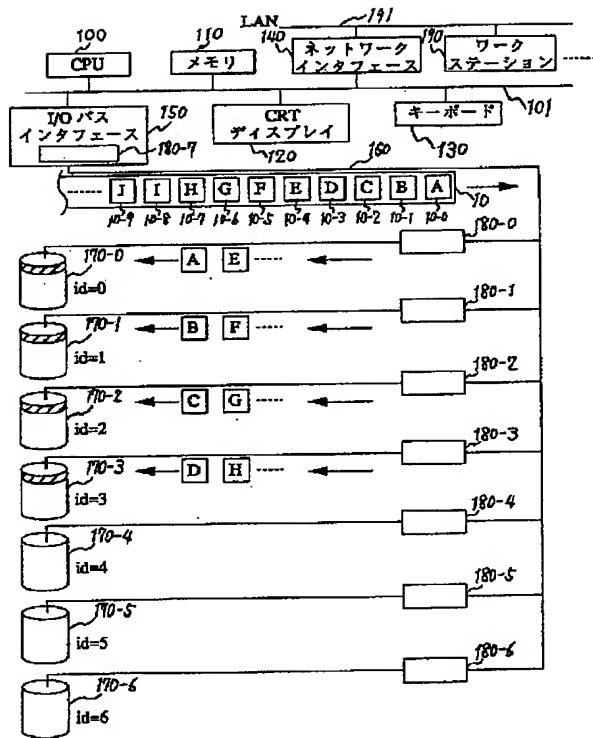 LAN 191
100 110 140 190
CPU メモリ ネットワーク インタフェース ワーク ステーション
101
I/O バス インタフェース 150 CRT ディスプレイ キーボード
180-7 120 130
160
I I H G F E D C B A 10
10-9 10-8 10-7 10-6 10-5 10-4 10-3 10-2 10-1 10-0
180-0
170-0 A E
id=0
180-1
170-1 B F
id=1
180-2
170-2 C G
id=2
180-3
170-3 D H
id=3
180-4
170-4
id=4
180-5
170-5
id=5
180-6
170-6
id=6